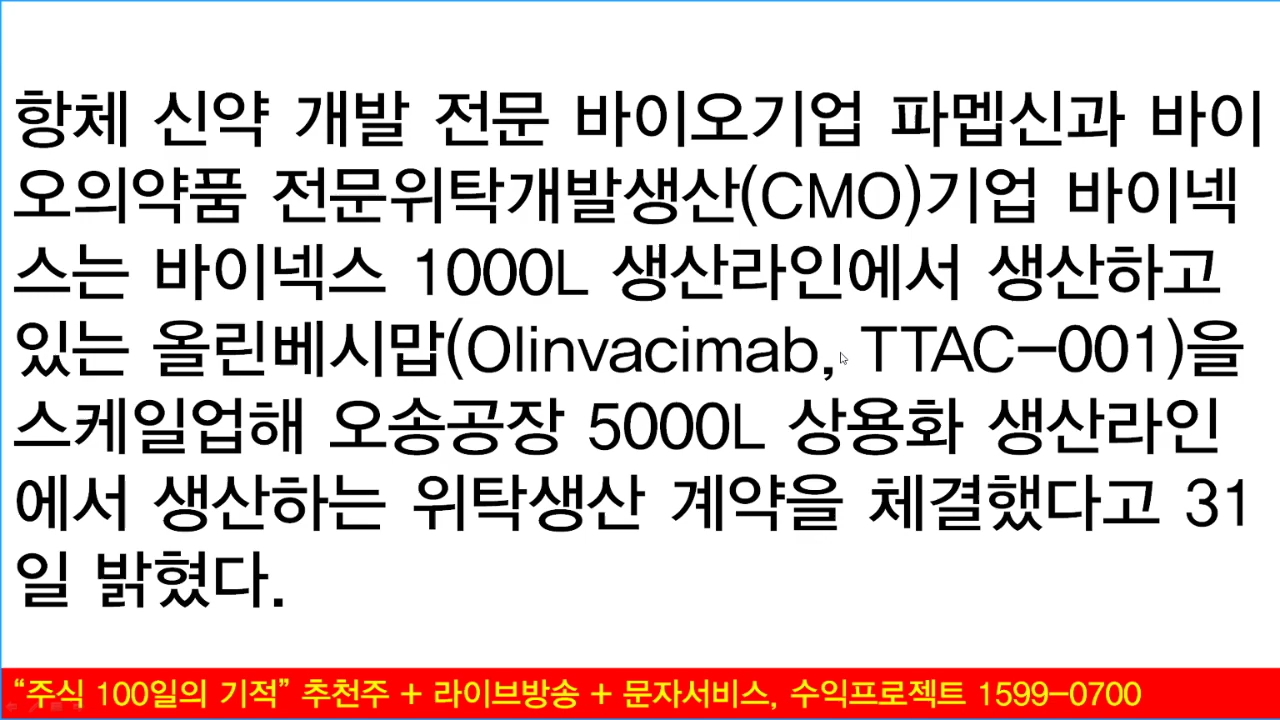 항체 신약 개발 전문 바이오기업 파멥신과 바이
오의약품 전문위탁개발생산(CMO)기업 바이넥
스는 바이넥스 1000L 생산라인에서 생산하고
있는 올린베시맙(Olinvacimab, TTAC-001)을
스케일업해 오송공장 5000L 상용화 생산라인
에서 생산하는 위탁생산 계약을 체결했다고 31
일 밝혔다.
“주식 100일의 기적” 추천주 + 라이브방송 + 문자서비스, 수익프로젝트 1599-0700